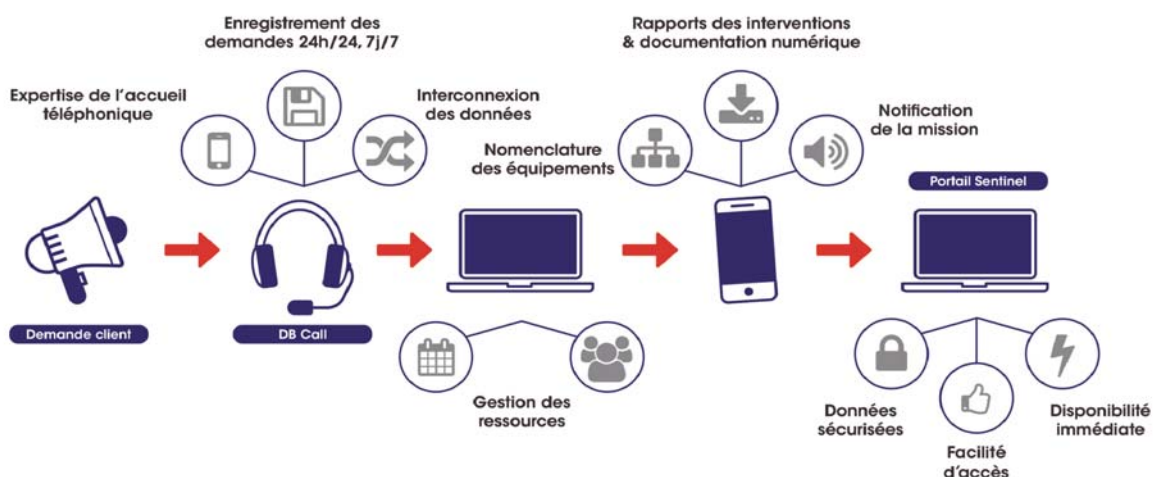 Enregistrement des
demandes 24h/24, 7j/7
Rapports des interventions
& documentation numérique
Expertise de l'accueil
téléphonique
Interconnexion
des données
Notification
de la mission
Nomenclature
des équipements
Portail Sentinel
Demande client
DB Call
Gestion des
ressources
Données
sécurisées
Disponibilité
immédiate
Facilité
d'accès